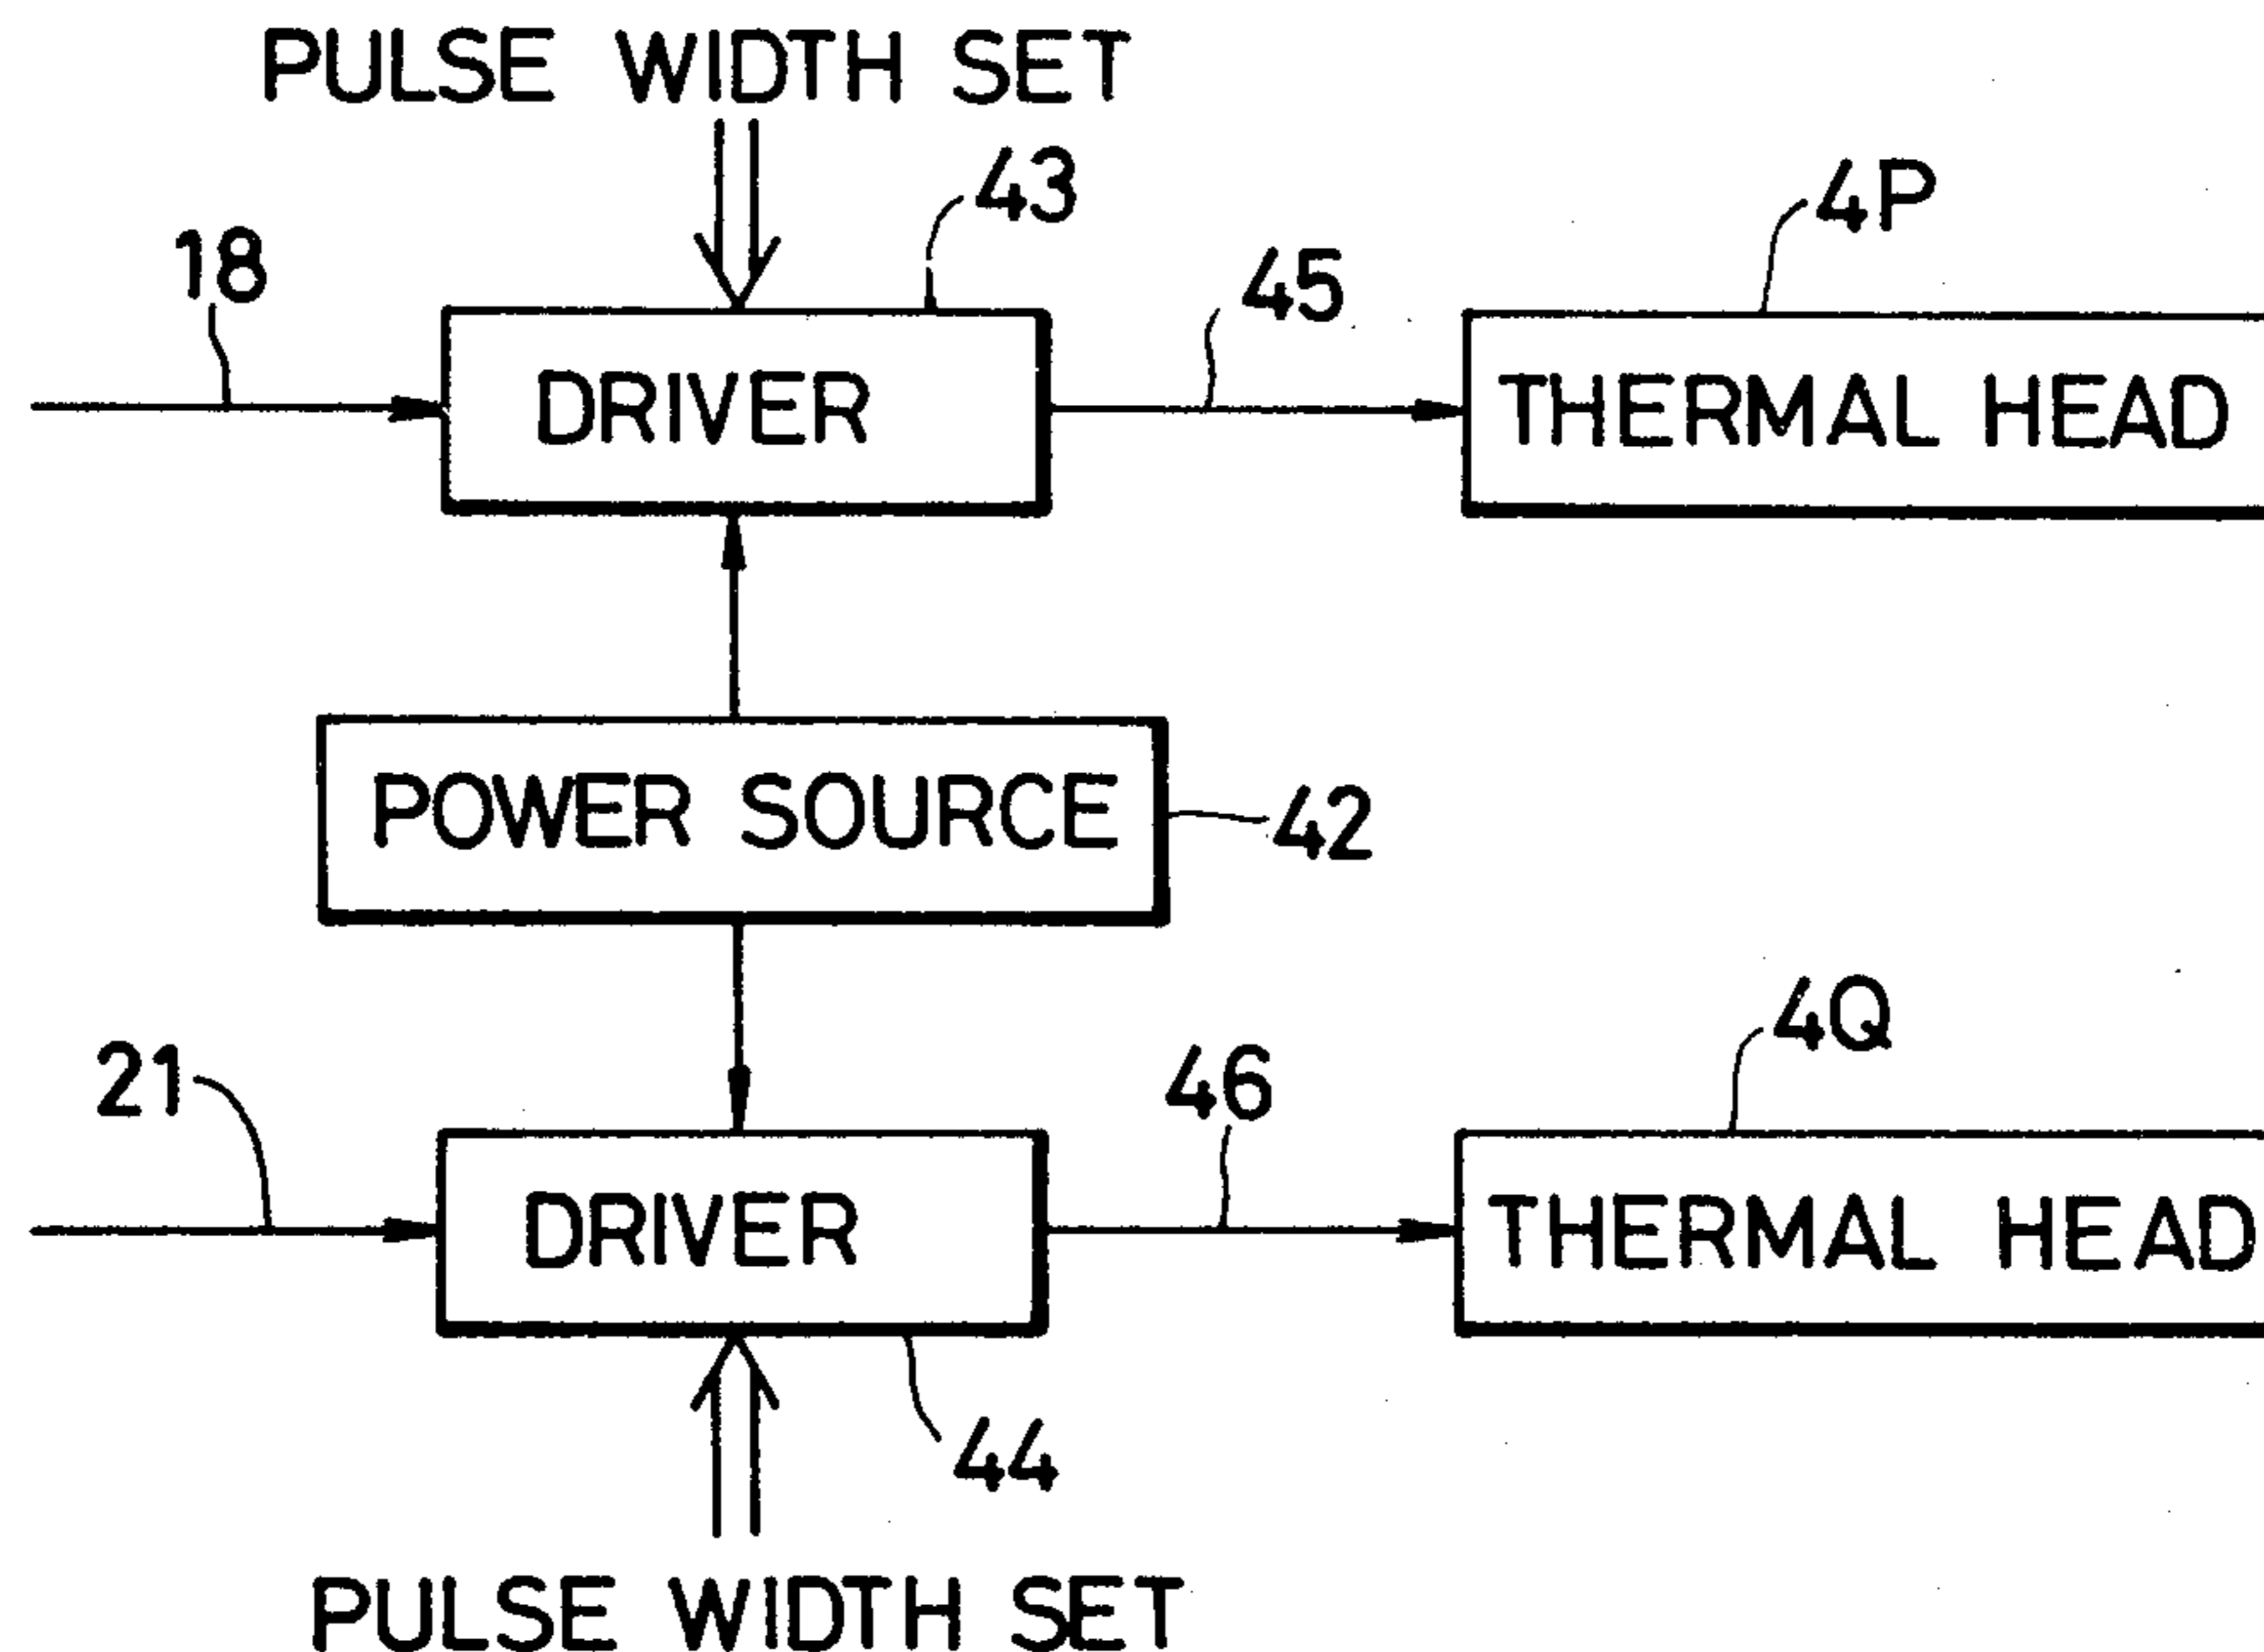 PULSE WIDTH SET
43
4P
18
45
DRIVER
THERMAL HEAD
POWER SOURCE
42
4Q
21
46
DRIVER
THERMAL HEAD
44
PULSE WIDTH SET